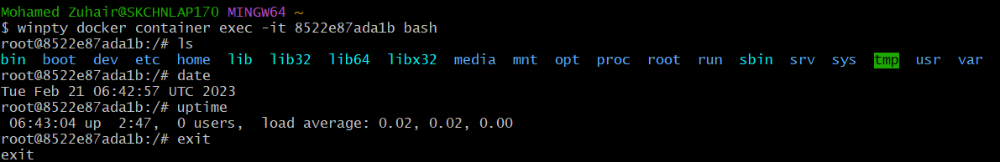 Mohamed Zuhair@SKCHNLAP170 MINGW64 ~
$ winpty docker container exec -it 8522e87ada1b bash
root@8522e87ada1b:/# ls
bin boot dev etc home lib lib32 lib64 libx32 media mnt opt proc root run sbin srv sys tmp usr var
root@8522e87ada1b:/# date
Tue Feb 21 06:42:57 UTC 2023
root@8522e87ada1b:/# uptime
 06:43:04 up  2:47,  0 users,  load average: 0.02, 0.02, 0.00
root@8522e87ada1b:/# exit
exit